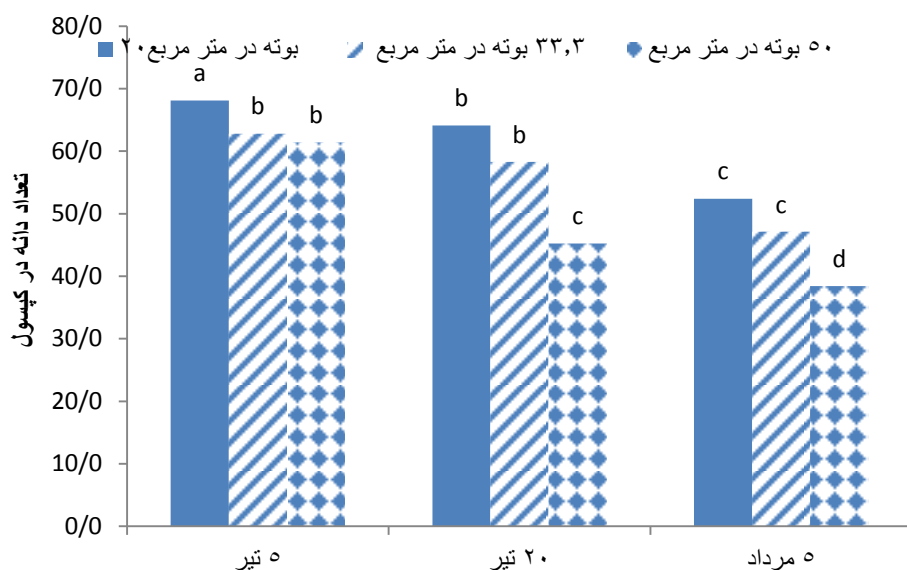 80/0
70/0
60/0
50/0
40/0
30/0
20/0
10/0
0/0
تعداد دانه در کپسول
بوته در متر مربع۲۰
۳۳٫۳ بوته در متر مربع
۵۰ بوته در متر مربع
a
b
b
b
b
c
c
c
d
۵ تیر
۲۰ تیر
۵ مرداد